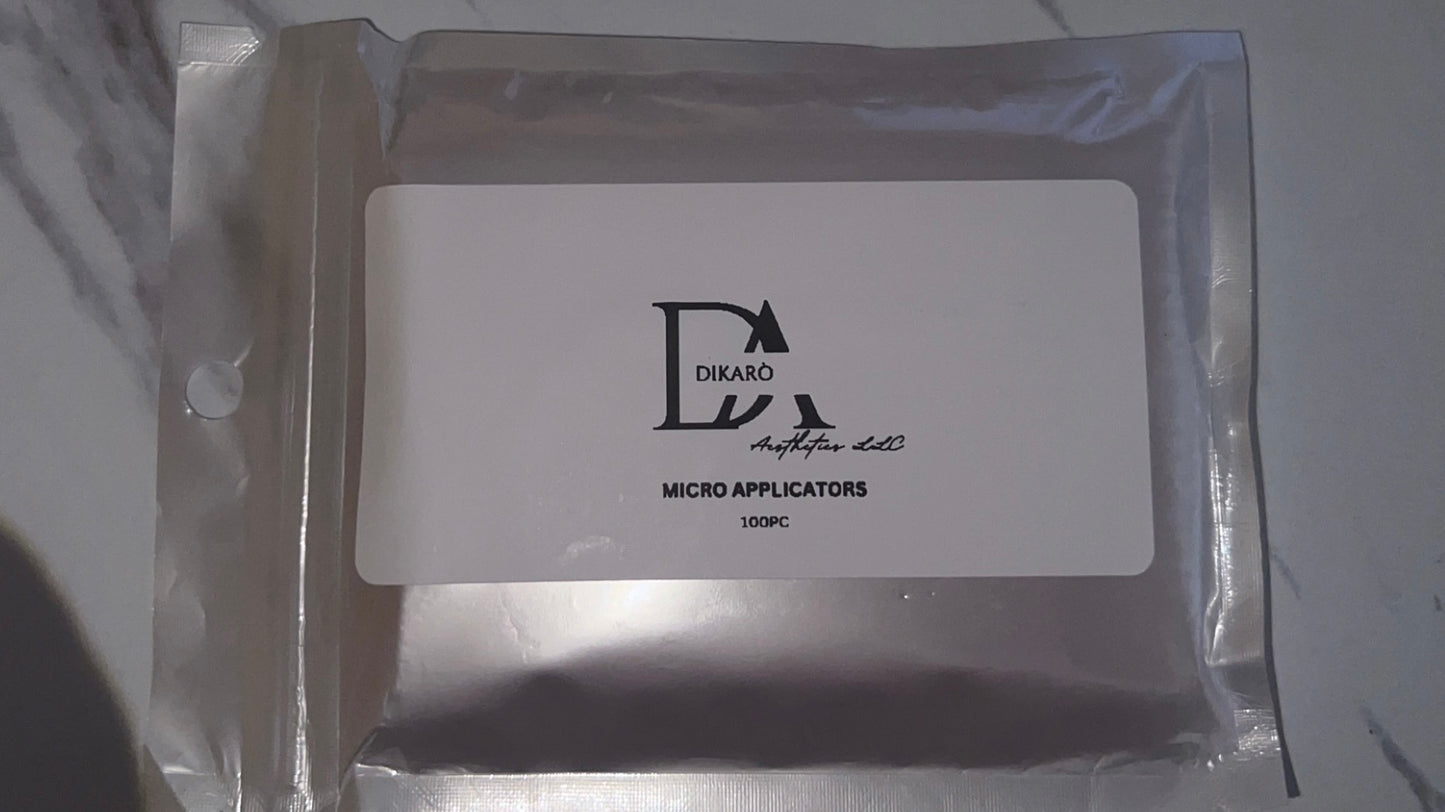 DA
DIKARÒ
Aesthetics LLC
MICRO APPLICATORS
100PC